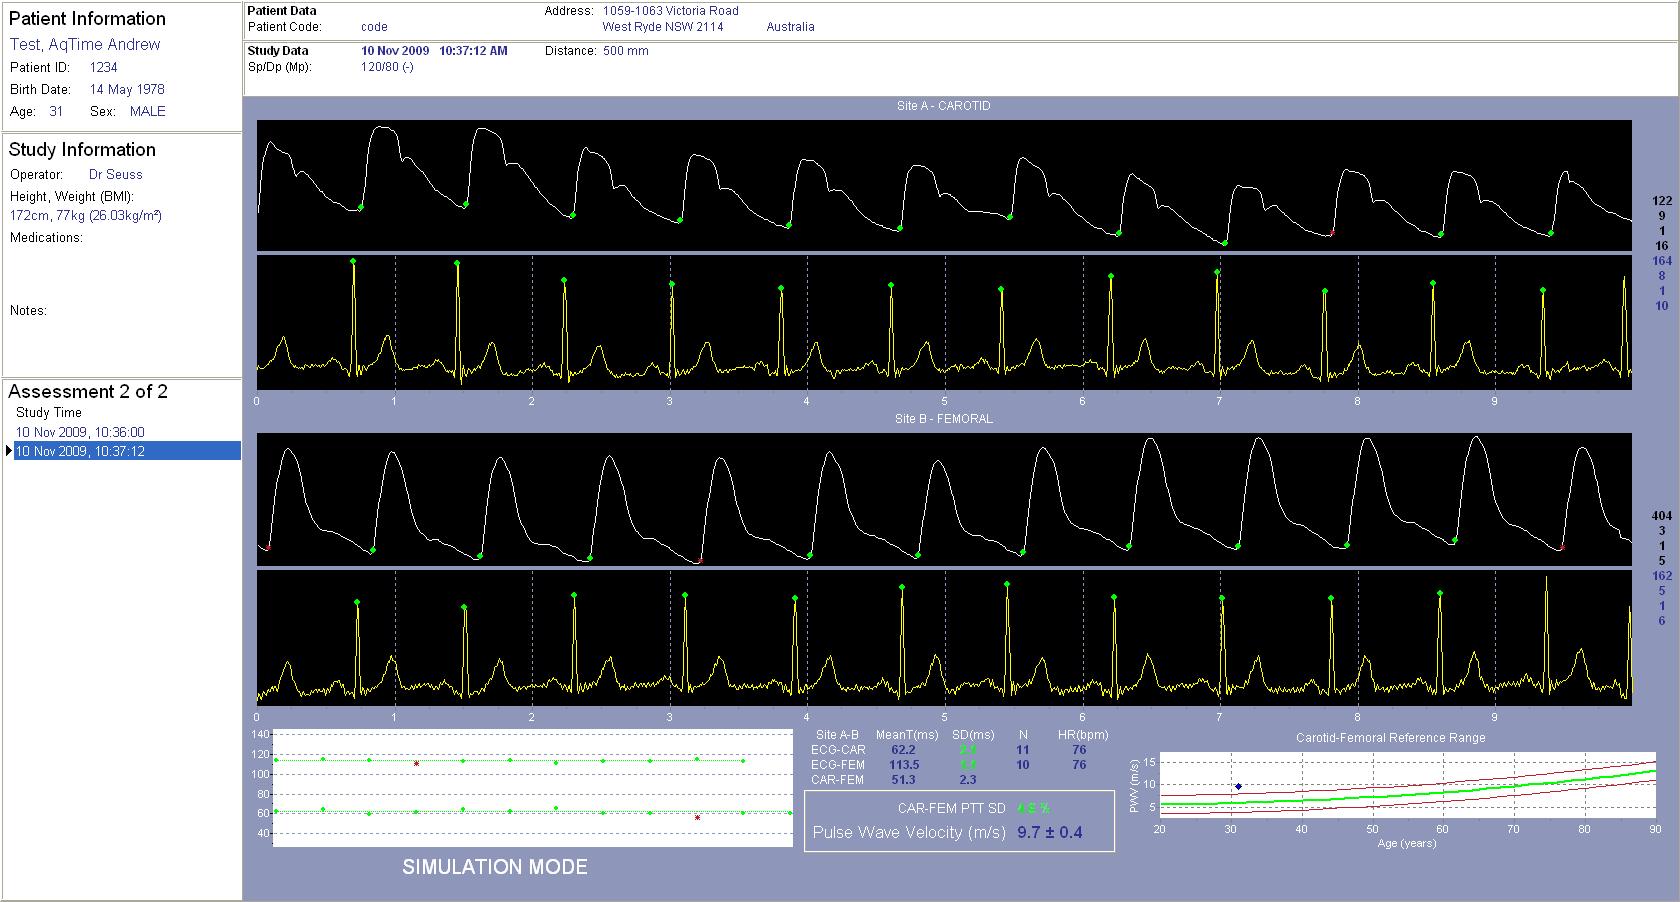 Patient Information
Test, AqTime Andrew
Patient ID: 1234
Birth Date: 14 May 1978
Age: 31 Sex: MALE
Study Information
Operator: Dr Seuss
Height, Weight (BMI):
172cm, 77kg (26.03kg/m²)
Medications:
Notes:
Assessment 2 of 2
Study Time
10 Nov 2009, 10:36:00
10 Nov 2009, 10:37:12
Patient Data Address: 1059-1063 Victoria Road
Patient Code: code West Ryde NSW 2114 Australia
Study Data 10 Nov 2009 10:37:12 AM Distance: 500 mm
Sp/Dp (Mp): 120/80 (-)
Site A - CAROTID
122
9
1
16
164
8
1
10
0 1 2 3 4 5 6 7 8 9
Site B - FEMORAL
404
3
1
5
162
5
1
6
0 1 2 3 4 5 6 7 8 9
140
120
100
80
60
40
SIMULATION MODE
Site A-B MeanT(ms) SD(ms) N HR(bpm)
ECG-CAR 62.2 11 76
ECG-FEM 113.5 10 76
CAR-FEM 51.3 2.3
CAR-FEM PTT SD
Pulse Wave Velocity (m/s) 9.7 ± 0.4
Carotid-Femoral Reference Range
PWV (m/s)
15
10
5
20 30 40 50 60 70 80 90
Age (years)